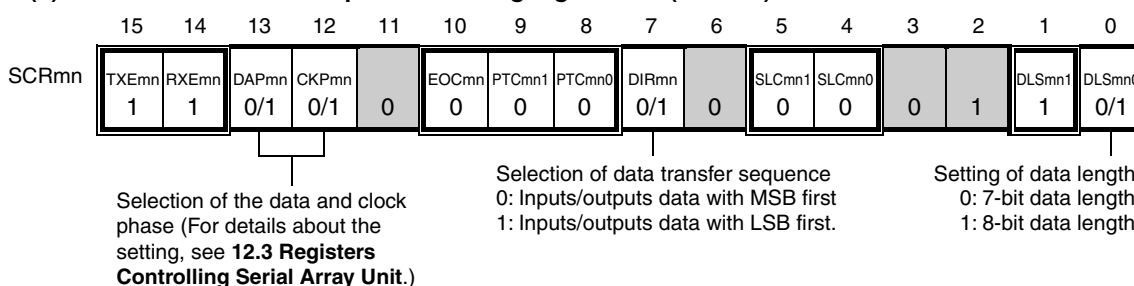 15 14 13 12 11 10 9 8 7 6 5 4 3 2 1 0
SCRmn
TXEmn RXEmn DAPmn CKPmn EOCmn PTCmn1 PTCmn0 DIRmn SLCmn1 SLCmn0 DLSmn1 DLSmn0
1 1 0/1 0/1 0 0 0 0 0/1 0 0 0 0 1 1 0/1
Selection of the data and clock
phase (For details about the
setting, see 12.3 Registers
Controlling Serial Array Unit.)
Selection of data transfer sequence
0: Inputs/outputs data with MSB first
1: Inputs/outputs data with LSB first.
Setting of data length
0: 7-bit data length
1: 8-bit data length